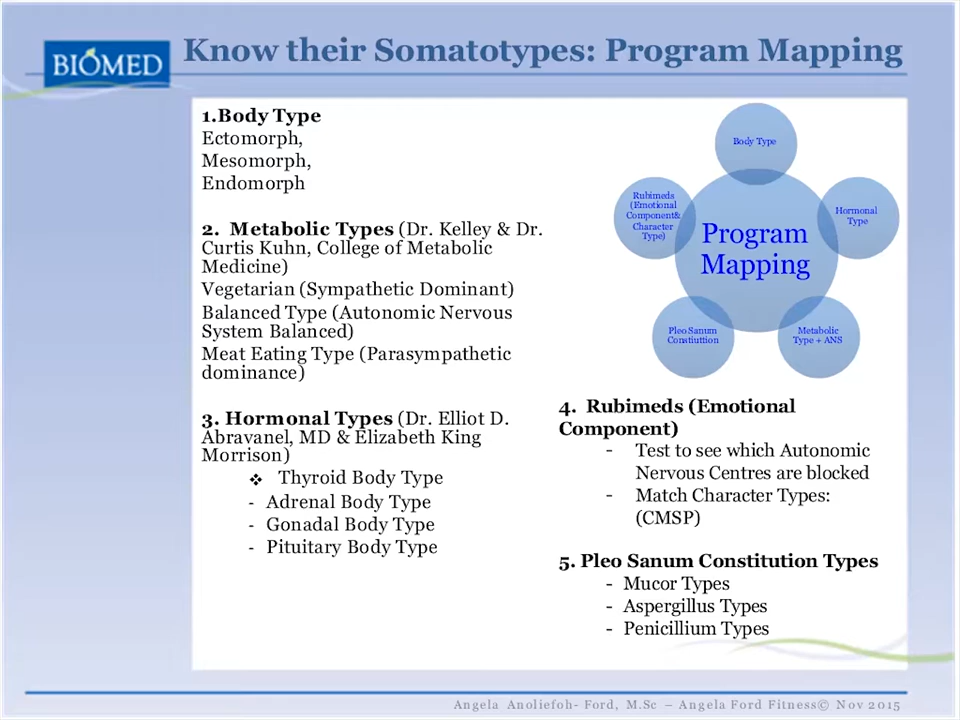 BIOMED
Know their Somatotypes: Program Mapping
1.Body Type
Ectomorph,
Mesomorph,
Endomorph
2. Metabolic Types (Dr. Kelley & Dr.
Curtis Kuhn, College of Metabolic
Medicine)
Vegetarian (Sympathetic Dominant)
Balanced Type (Autonomic Nervous
System Balanced)
Meat Eating Type (Parasympathetic
dominance)
3. Hormonal Types (Dr. Elliot D.
Abravanel, MD & Elizabeth King
Morrison)
❖ Thyroid Body Type
- Adrenal Body Type
- Gonadal Body Type
- Pituitary Body Type
Body Type
Rubimeds
(Emotional
Component&
Character
Type)
Hormonal
Type
Program
Mapping
Pleo Sanum
Constiuttion
Metabolic
Type + ANS
4. Rubimeds (Emotional
Component)
- Test to see which Autonomic
Nervous Centres are blocked
- Match Character Types:
(CMSP)
5. Pleo Sanum Constitution Types
- Mucor Types
- Aspergillus Types
- Penicillium Types
Angela Anoliefoh- Ford, M.Sc – Angela Ford Fitness© Nov 2015